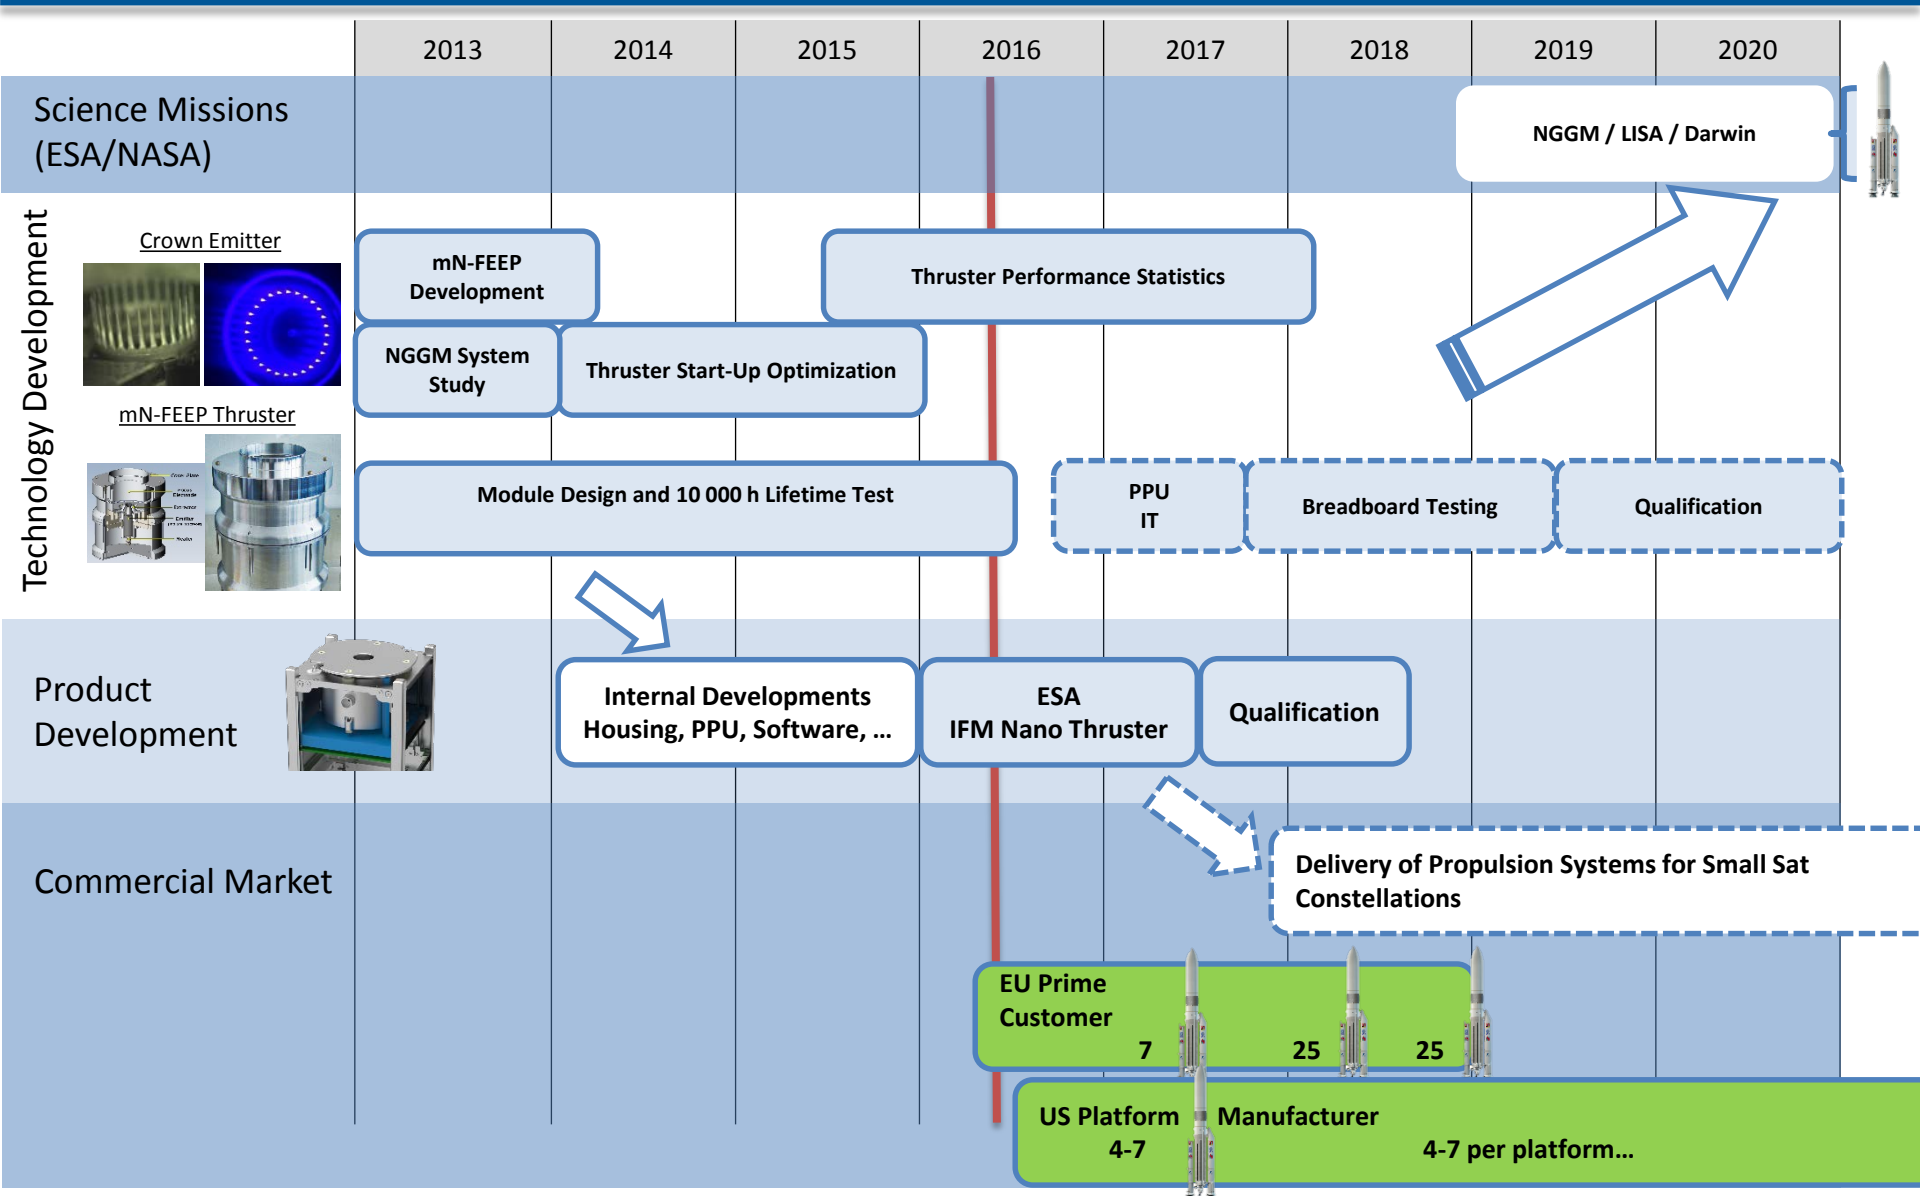 2013 2014 2015 2016 2017 2018 2019 2020
Science Missions
(ESA/NASA)
NGGM / LISA / Darwin
Technology Development
Crown Emitter
mN-FEEP
Development
Thruster Performance Statistics
NGGM System
Study
Thruster Start-Up Optimization
mN-FEEP Thruster
Module Design and 10 000 h Lifetime Test
PPU
IT
Breadboard Testing
Qualification
Product
Development
Internal Developments
Housing, PPU, Software, …
ESA
IFM Nano Thruster
Qualification
Commercial Market
Delivery of Propulsion Systems for Small Sat
Constellations
EU Prime
Customer
7 25 25
US Platform Manufacturer
4-7 4-7 per platform…